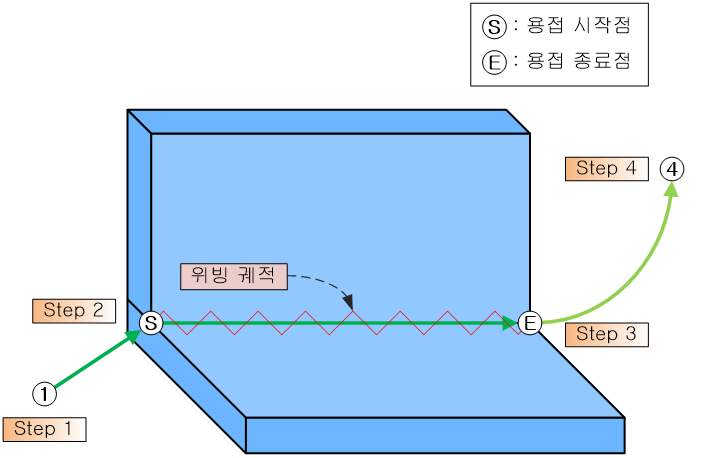 Ⓢ : 용접 시작점
Ⓔ : 용접 종료점
Step 4 ④
위빙 궤적
Step 2
Ⓢ
Ⓔ
Step 3
①
Step 1